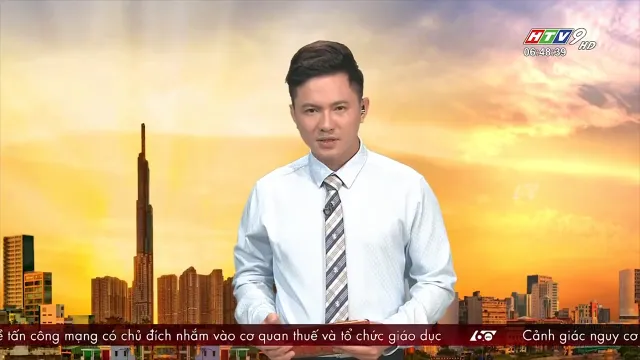 HTV9 HD
06:48:39
ể tấn công mạng có chủ đích nhắm vào cơ quan thuế và tổ chức giáo dục Cảnh giác nguy cơ